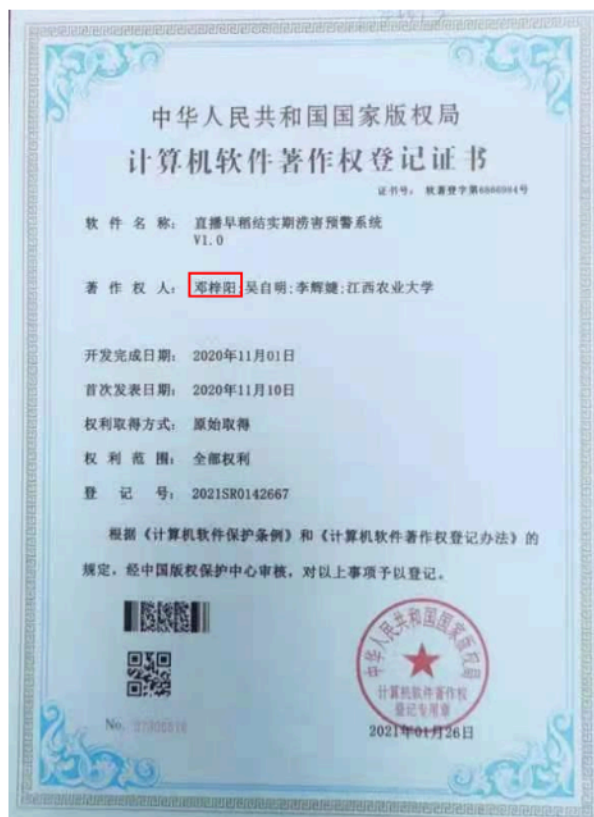 中华人民共和国国家版权局
计算机软件著作权登记证书
证书号： 软著登字第
软 件 名 称： 直播早稻结实期涝害预警系统
V1.0
著 作 权 人： 邓梓阳;吴自明;李辉婕;江西农业大学
开发完成日期： 2020年11月01日
首次发表日期： 2020年11月10日
权利取得方式： 原始取得
权 利 范 围： 全部权利
登 记 号： 2021SR0142667
根据《计算机软件保护条例》和《计算机软件著作权登记办法》的
规定，经中国版权保护中心审核，对以上事项予以登记。
中华人民共和国国家版权局
计算机软件著作权
登记专用章
No.
2021年01月26日